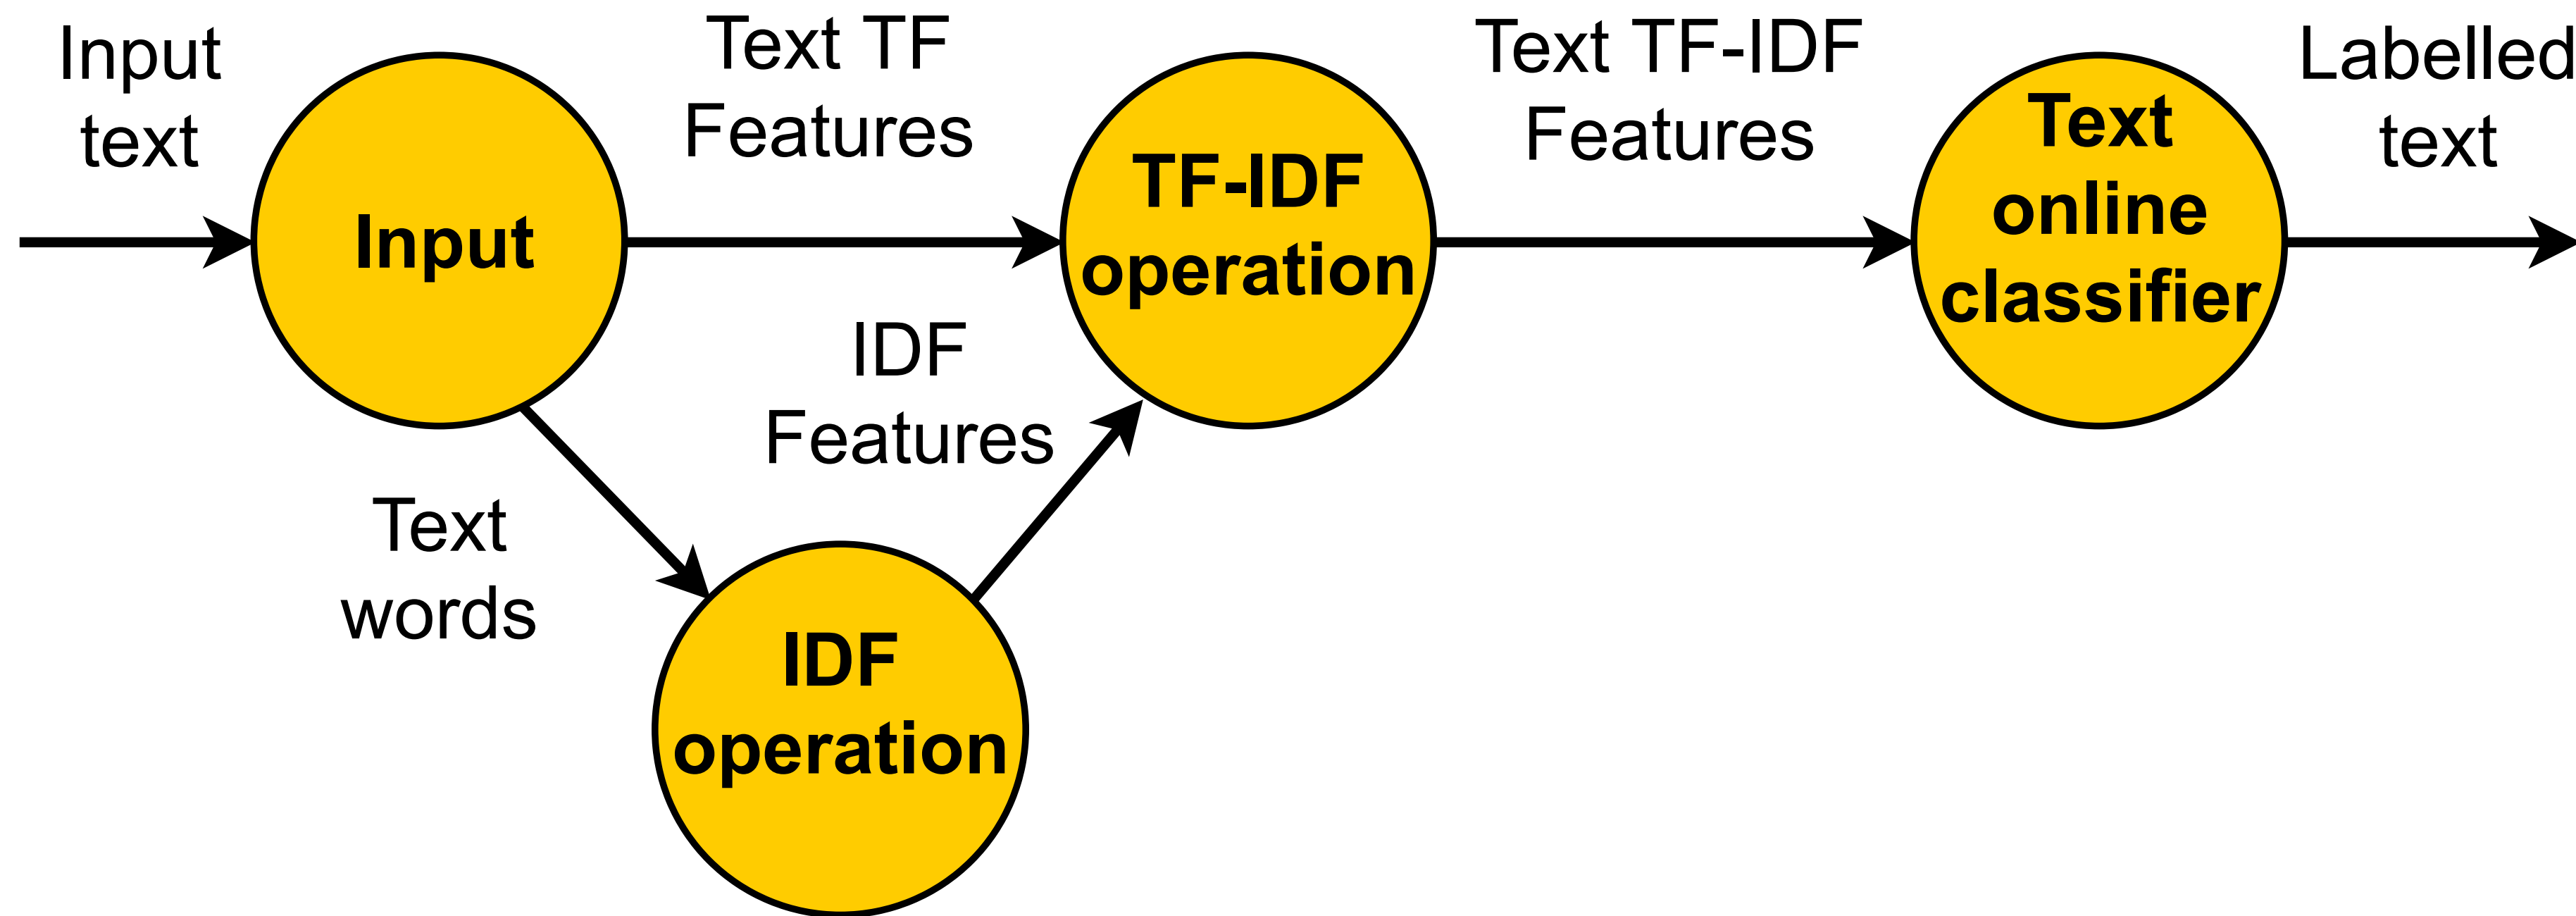 Input
text
Input
Text TF
Features
TF-IDF
operation
Text TF-IDF
Features
Text
online
classifier
Labelled
text
IDF
Features
Text
words
IDF
operation